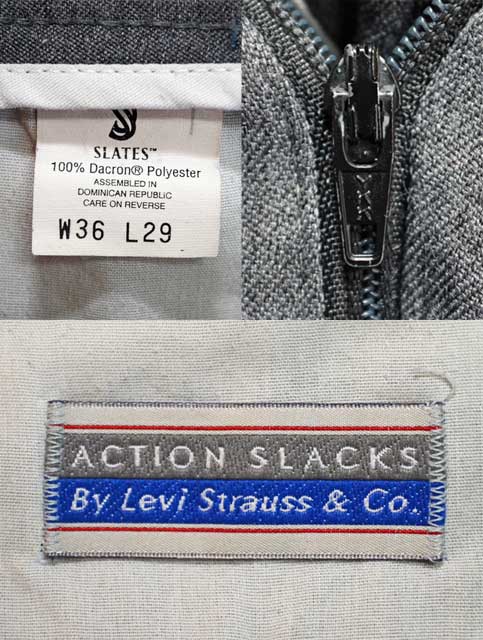 SLATES™
100% Dacron® Polyester
ASSEMBLED IN
DOMINICAN REPUBLIC
CARE ON REVERSE
W36 L29
YKK
ACTION SLACKS
By Levi Strauss & Co.